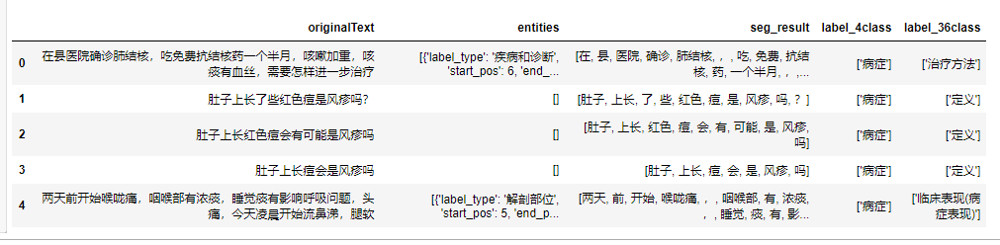 originalText entities seg_result label_4class label_36class
0 在县医院确诊肺结核，吃免费抗结核药一个半月，咳嗽加重，咳痰有血丝，需要怎样进一步治疗 [{'label_type': '疾病和诊断', 'start_pos': 6, 'end_... [在, 县, 医院, 确诊, 肺结核, ，, 吃, 免费, 抗结核, 药, 一个半月, ，,... ['病症'] ['治疗方法']
1 肚子上长了些红色痘是风疹吗？ [] [肚子, 上长, 了, 些, 红色, 痘, 是, 风疹, 吗, ？] ['病症'] ['定义']
2 肚子上长红色痘会有可能是风疹吗 [] [肚子, 上长, 红色, 痘, 会, 有, 可能, 是, 风疹, 吗] ['病症'] ['定义']
3 肚子上长痘会是风疹吗 [] [肚子, 上长, 痘, 会, 是, 风疹, 吗] ['病症'] ['定义']
4 两天前开始喉咙痛，咽喉部有浓痰，睡觉痰有影响呼吸问题，头痛，今天凌晨开始流鼻涕，腿软 [{'label_type': '解剖部位', 'start_pos': 5, 'end_p... [两天, 前, 开始, 喉咙痛, ，, 咽喉部, 有, 浓痰, ，, 睡觉, 痰, 有, 影... ['病症'] ['临床表现(病症表现)']